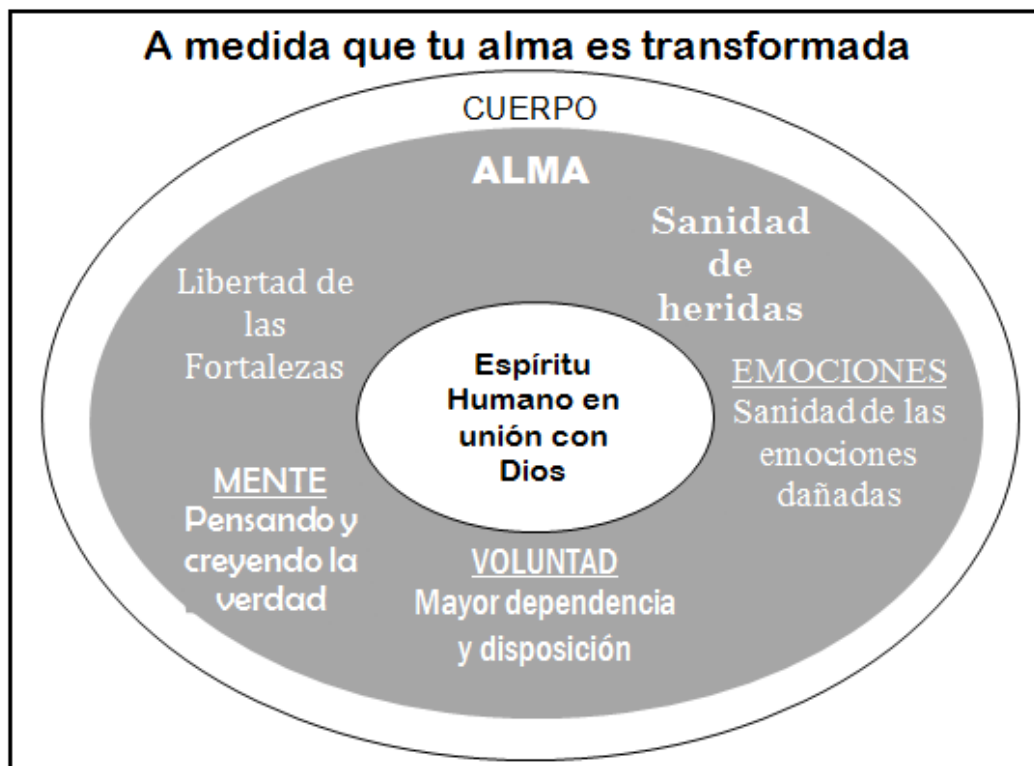 A medida que tu alma es transformada
CUERPO
ALMA
Sanidad
de
heridas
Libertad de
las
Fortalezas
Espíritu
Humano en
unión con
Dios
EMOCIONES
Sanidad de las
emociones
dañadas
MENTE
Pensando y
creyendo la
verdad
VOLUNTAD
Mayor dependencia
y disposición